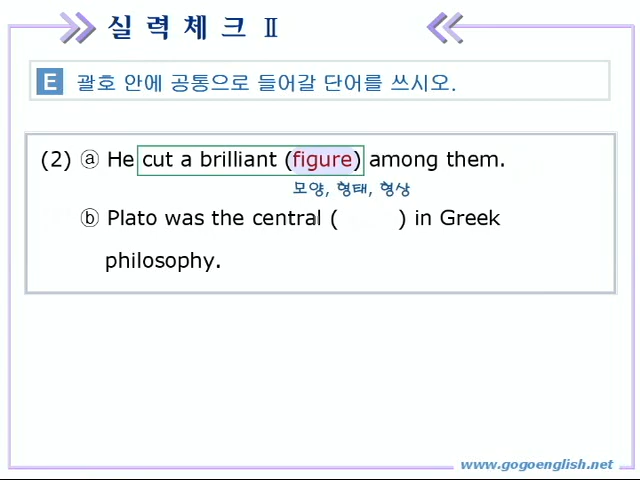 실 력 체 크 Ⅱ
E 괄호 안에 공통으로 들어갈 단어를 쓰시오.
(2) ⓐ He cut a brilliant (figure) among them.
모양, 형태, 형상
ⓑ Plato was the central ( ) in Greek
philosophy.
www.gogoenglish.net